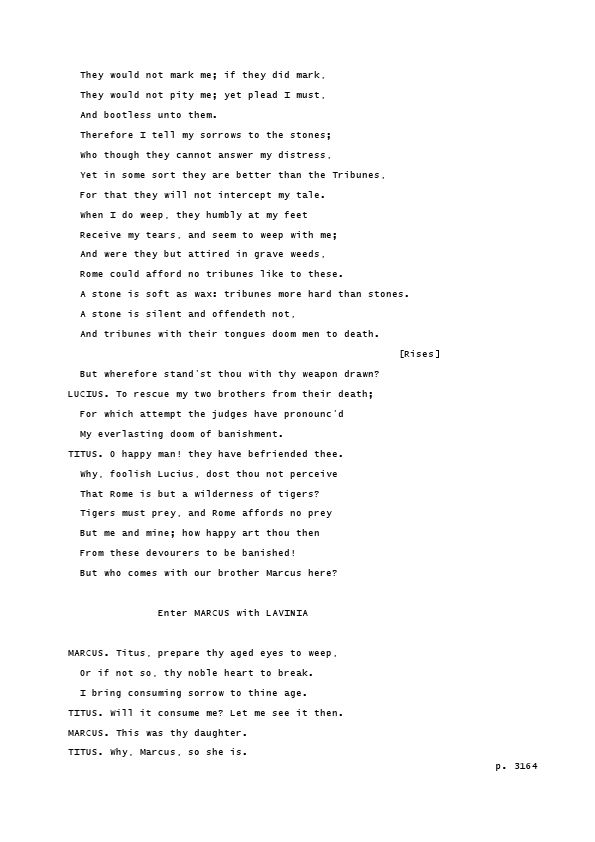 They would not mark me; if they did mark,
They would not pity me; yet plead I must,
And bootless unto them.
Therefore I tell my sorrows to the stones;
Who though they cannot answer my distress,
Yet in some sort they are better than the Tribunes,
For that they will not intercept my tale.
When I do weep, they humbly at my feet
Receive my tears, and seem to weep with me;
And were they but attired in grave weeds,
Rome could afford no tribunes like to these.
A stone is soft as wax: tribunes more hard than stones.
A stone is silent and offendeth not,
And tribunes with their tongues doom men to death.
[Rises]
But wherefore stand'st thou with thy weapon drawn?
LUCIUS. To rescue my two brothers from their death;
For which attempt the judges have pronounc'd
My everlasting doom of banishment.
TITUS. O happy man! they have befriended thee.
Why, foolish Lucius, dost thou not perceive
That Rome is but a wilderness of tigers?
Tigers must prey, and Rome affords no prey
But me and mine; how happy art thou then
From these devourers to be banished!
But who comes with our brother Marcus here?
Enter MARCUS with LAVINIA
MARCUS. Titus, prepare thy aged eyes to weep,
Or if not so, thy noble heart to break.
I bring consuming sorrow to thine age.
TITUS. Will it consume me? Let me see it then.
MARCUS. This was thy daughter.
TITUS. Why, Marcus, so she is.
p. 3164